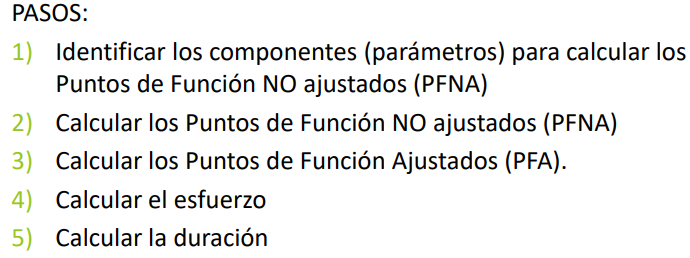 PASOS:
1) Identificar los componentes (parámetros) para calcular los
Puntos de Función NO ajustados (PFNA)
2) Calcular los Puntos de Función NO ajustados (PFNA)
3) Calcular los Puntos de Función Ajustados (PFA).
4) Calcular el esfuerzo
5) Calcular la duración